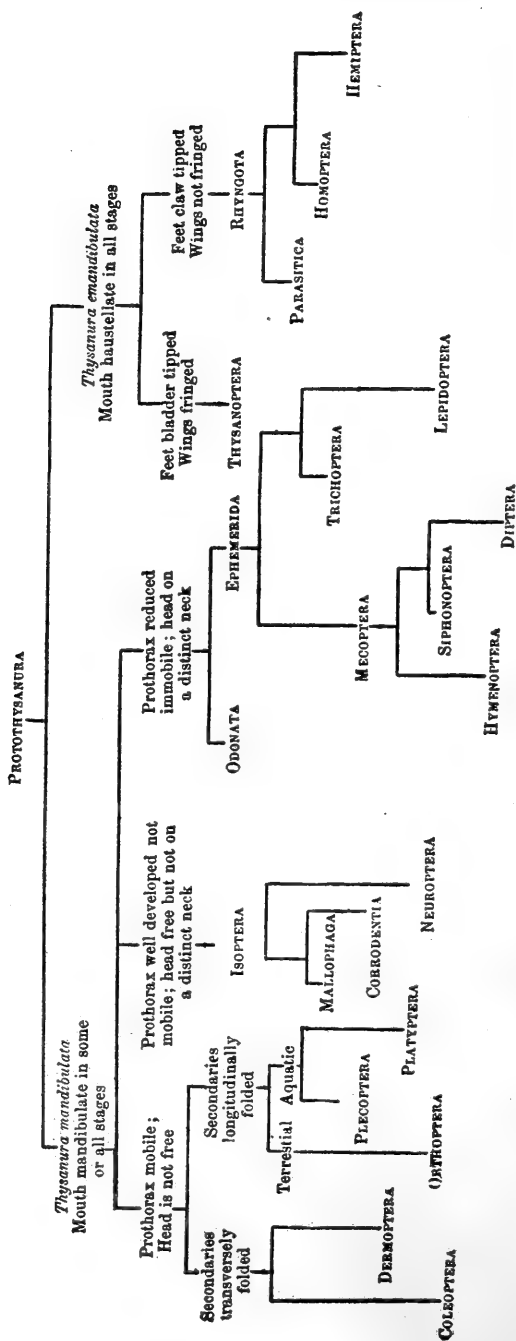 PROTOTHYSANURA
Thysanura mandibulata
Mouth mandibulate in some
or all stages
Thysanura emandibulata
Mouth haustellate in all stages
Prothorax mobile;
Head is not free
Prothorax well developed not
mobile; head free but not on
a distinct neck
Prothorax reduced
immobile; head on
a distinct neck
Feet bladder tipped
Wings fringed
Feet claw tipped
Wings not fringed
Secondaries
transversely
folded
Secondaries
longitudinally
folded
ISOPTERA
ODONATA
EPHEMERIDA
THYSANOPTERA
RHYNGOTA
Terrestial
Aquatic
MALLOPHAGA
CORRODENTIA
NEUROPTERA
MECOPTERA
TRICHOPTERA
LEPIDOPTERA
PARASITICA
HOMOPTERA
HEMIPTERA
COLEOPTERA
DERMOPTERA
ORTHOPTERA
PLECOPTERA
PLATYPTERA
HYMENOPTERA
SIPHONOPTERA
DIPTERA